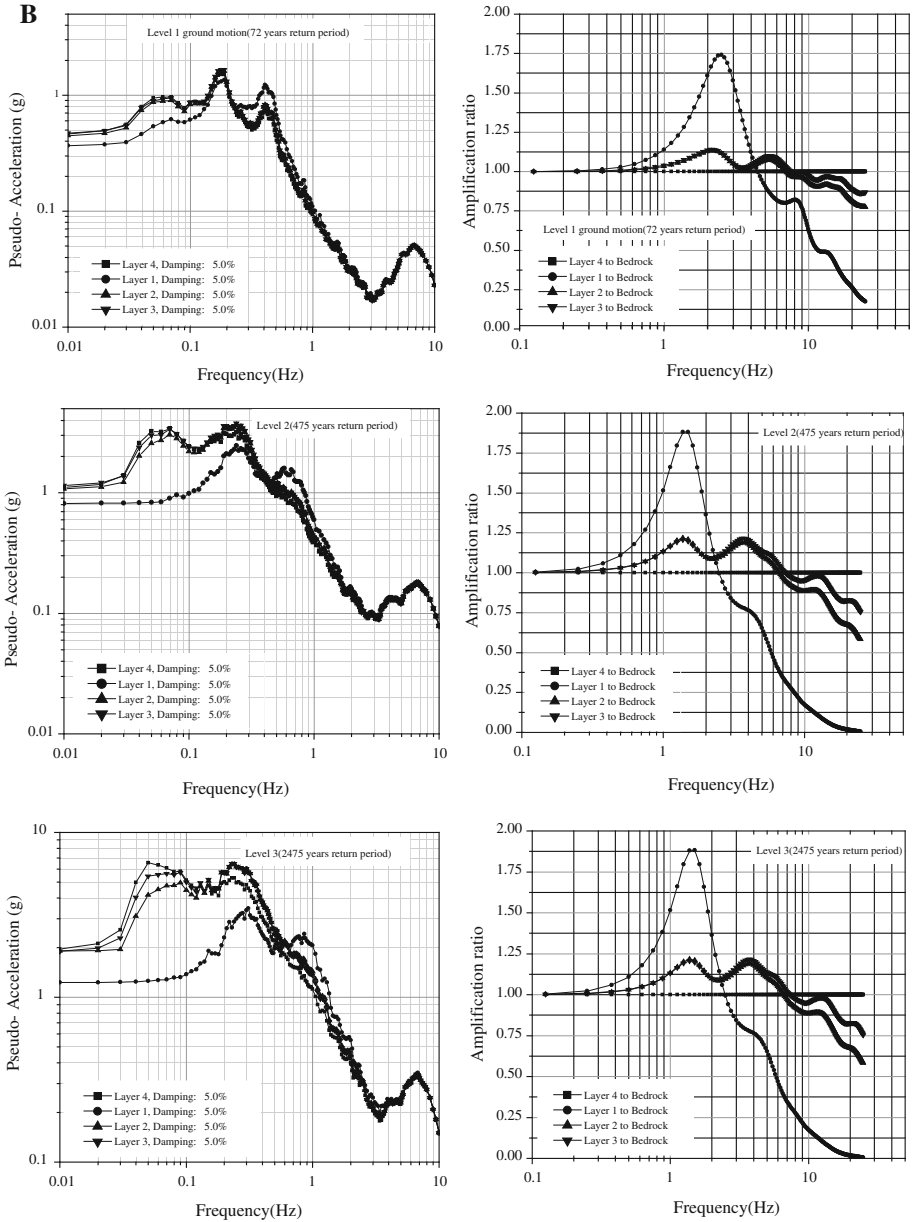 B
Level 1 ground motion(72 years return period)
1
0.1
0.01
Pseudo- Acceleration (g)
Layer 4, Damping: 5.0%
Layer 1, Damping: 5.0%
Layer 2, Damping: 5.0%
Layer 3, Damping: 5.0%
0.01 0.1 1 10
Frequency(Hz)
2.00
1.75
1.50
1.25
1.00
0.75
0.50
0.25
0.00
Amplification ratio
Level 1 ground motion(72 years return period)
Layer 4 to Bedrock
Layer 1 to Bedrock
Layer 2 to Bedrock
Layer 3 to Bedrock
0.1 1 10
Frequency(Hz)
Level 2(475 years return period)
1
0.1
0.01
Pseudo- Acceleration (g)
Layer 4, Damping: 5.0%
Layer 1, Damping: 5.0%
Layer 2, Damping: 5.0%
Layer 3, Damping: 5.0%
0.01 0.1 1 10
Frequency(Hz)
2.00
1.75
1.50
1.25
1.00
0.75
0.50
0.25
0.00
Amplification ratio
Level 2(475 years return period)
Layer 4 to Bedrock
Layer 1 to Bedrock
Layer 2 to Bedrock
Layer 3 to Bedrock
0.1 1 10
Frequency(Hz)
Level 3(2475 years return period)
10
1
0.1
Pseudo- Acceleration (g)
Layer 4, Damping: 5.0%
Layer 1, Damping: 5.0%
Layer 2, Damping: 5.0%
Layer 3, Damping: 5.0%
0.01 0.1 1 10
Frequency(Hz)
2.00
1.75
1.50
1.25
1.00
0.75
0.50
0.25
0.00
Amplification ratio
Level 3(2475 years return period)
Layer 4 to Bedrock
Layer 1 to Bedrock
Layer 2 to Bedrock
Layer 3 to Bedrock
0.1 1 10
Frequency(Hz)